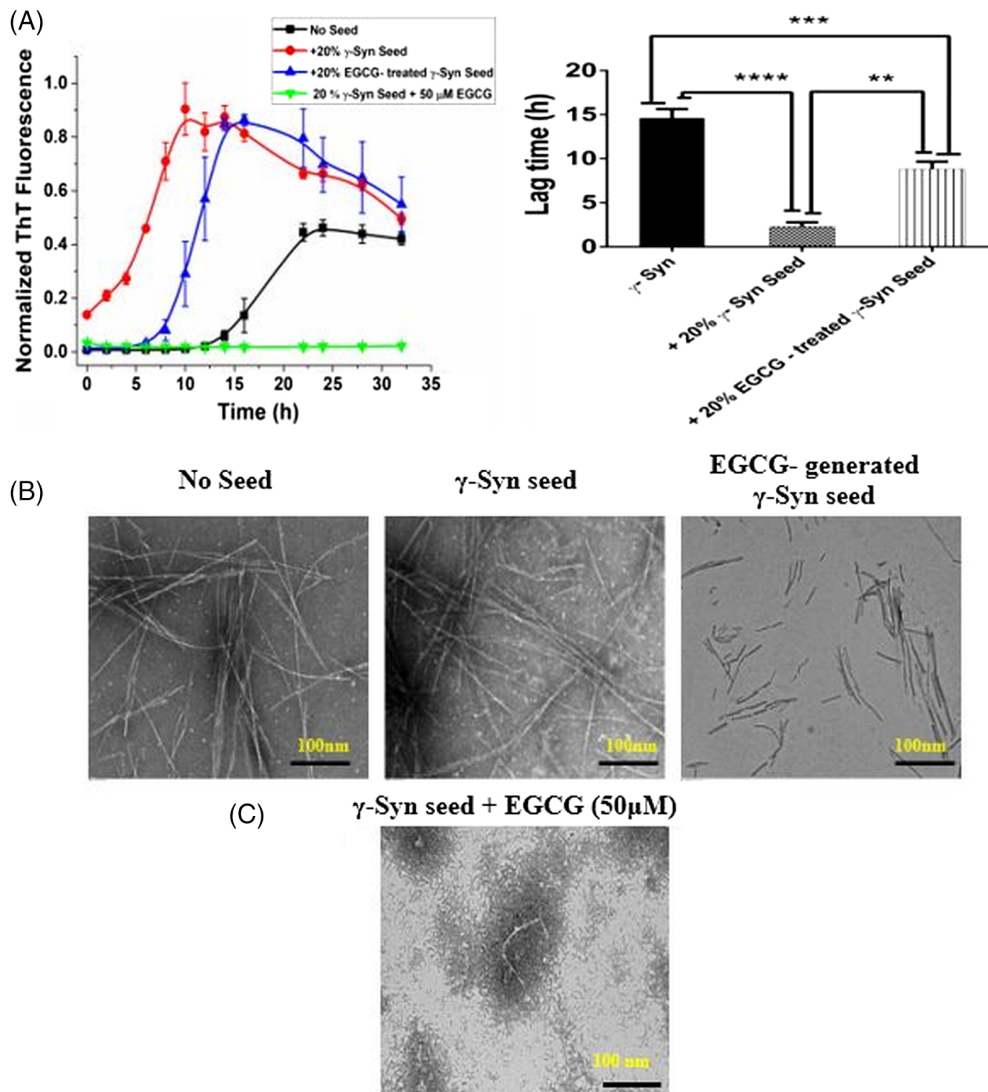 (A)
No Seed
+20% γ-Syn Seed
+20% EGCG- treated γ-Syn Seed
20 % γ-Syn Seed + 50 μM EGCG
Normalized ThT Fluorescence
1.0
0.8
0.6
0.4
0.2
0.0
0 5 10 15 20 25 30 35
Time (h)
***
**** **
Lag time (h)
20
15
10
5
0
γ- Syn
+ 20% γ- Syn Seed
+ 20% EGCG - treated γ-Syn Seed
(B)
No Seed
γ-Syn seed
EGCG- generated
γ-Syn seed
100nm
100nm
100nm
(C)
γ-Syn seed + EGCG (50μM)
100 nm